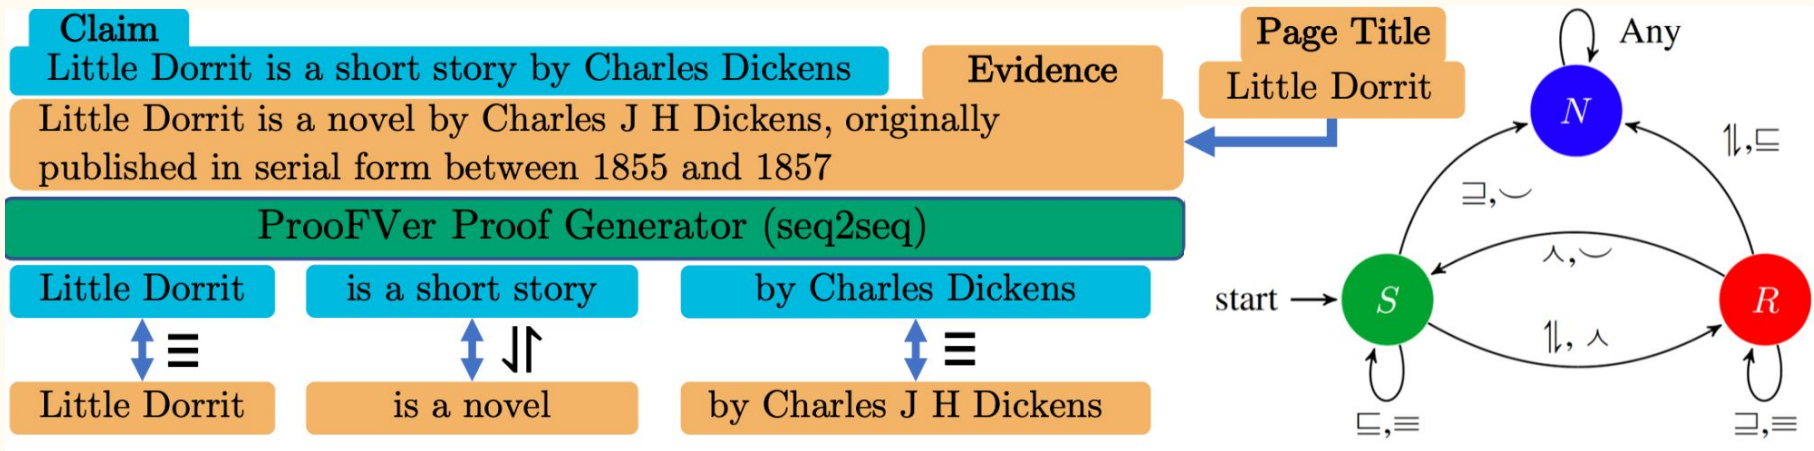 Claim
Little Dorrit is a short story by Charles Dickens
Evidence
Little Dorrit is a novel by Charles J H Dickens, originally
published in serial form between 1855 and 1857
Page Title
Little Dorrit
ProoFVer Proof Generator (seq2seq)
Little Dorrit
is a short story
by Charles Dickens
≡
⥯
≡
Little Dorrit
is a novel
by Charles J H Dickens
Any
N
⥮,⊑
⊒,⌣
⋏,⌣
start
S
R
⥮, ⋏
⊑,≡
⊒,≡